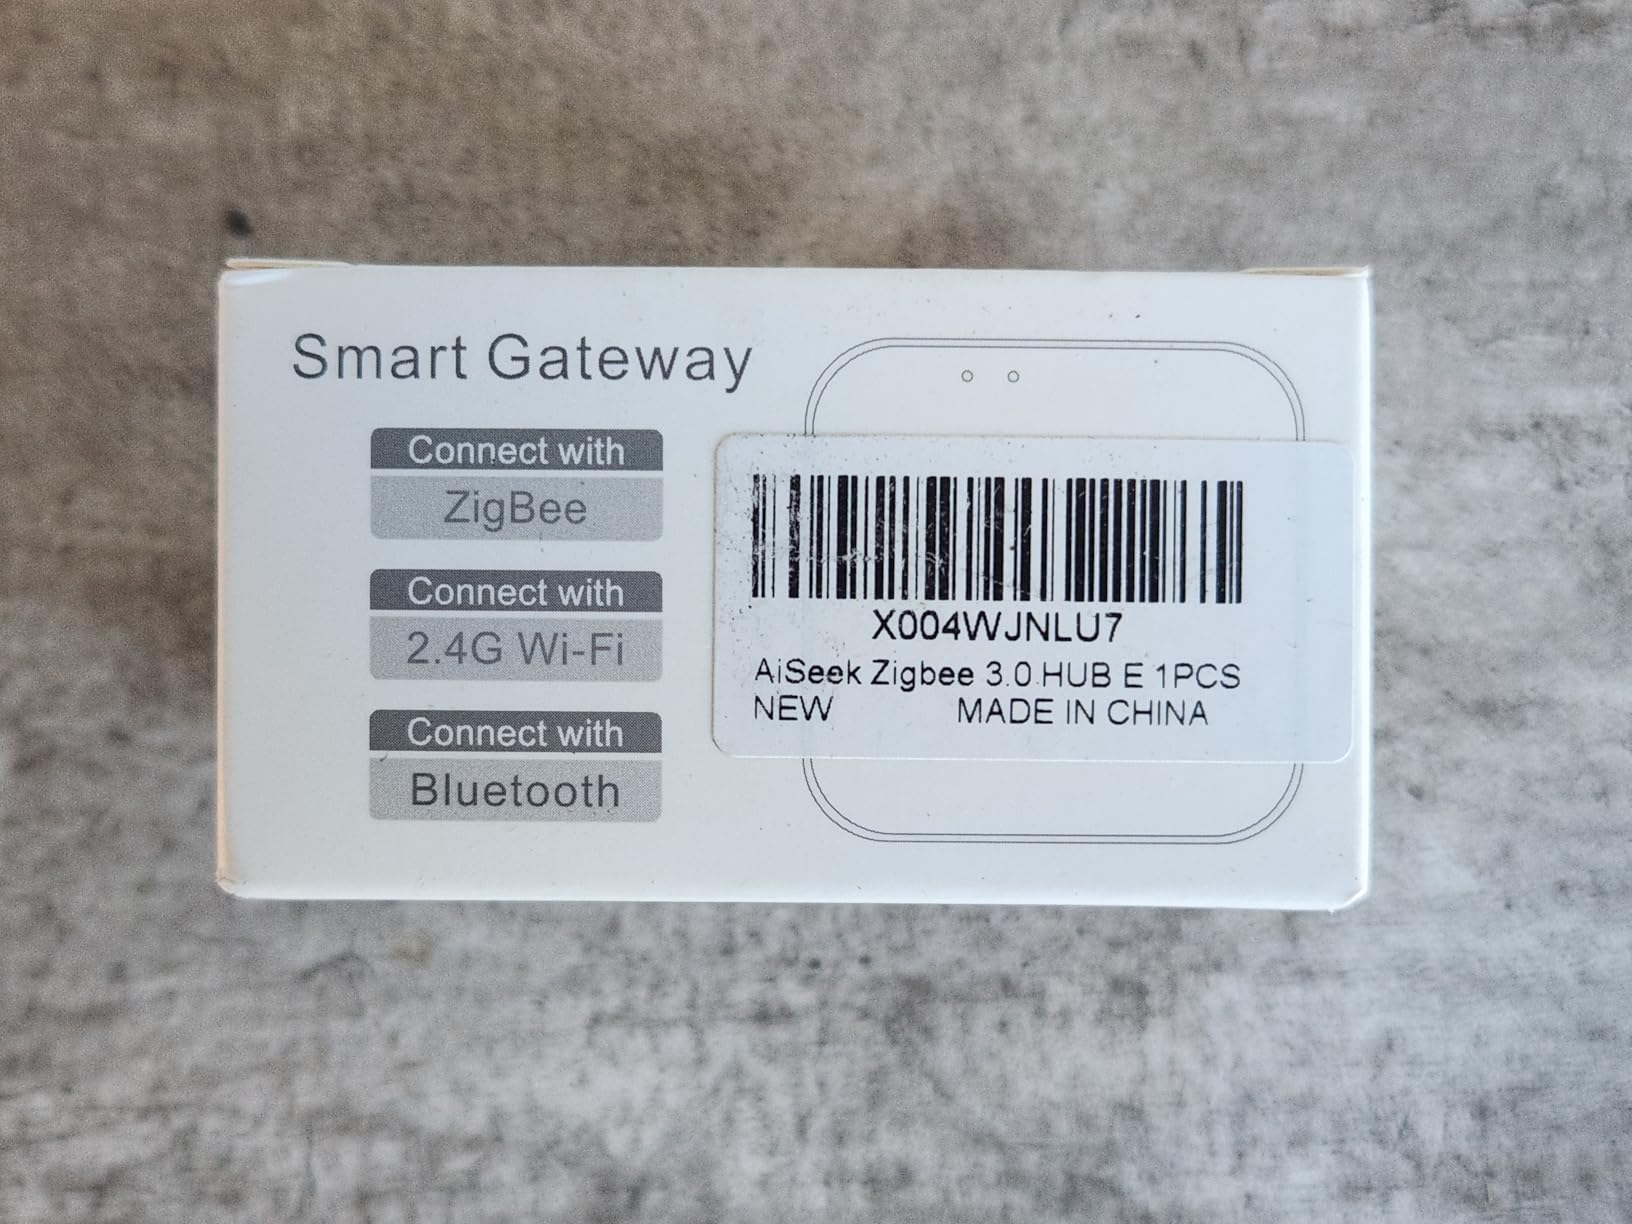 Smart Gateway
Connect with
ZigBee
Connect with
2.4G Wi-Fi
Connect with
Bluetooth
X004WJNLU7
AiSeek Zigbee 3.0 HUB E 1PCS
NEW MADE IN CHINA